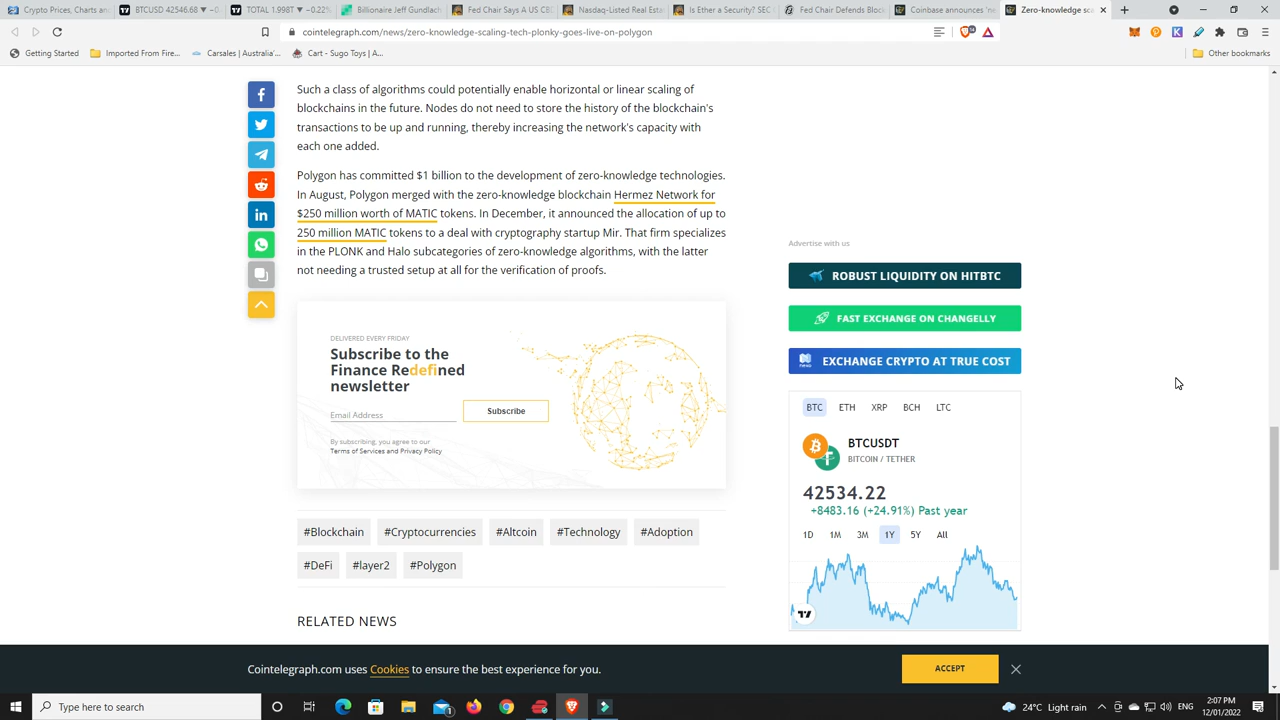 Crypto Prices, Charts and
BTCUSD 42546.68 ▼ −0.
TOTAL 1.998T ▼ −0.22%
Billionaire Jeff Gundlach
Fed Chair Says A US CB
Nasdaq-Listed Real Esta
Is Ether a Security? SEC
Fed Chair Defends Bloc
Coinbase announces 'ne
Zero-knowledge sc
cointelegraph.com/news/zero-knowledge-scaling-tech-plonky-goes-live-on-polygon
Getting Started
Imported From Fire...
Carsales | Australia'...
Cart - Sugo Toys | A...
Other bookmarks
Such a class of algorithms could potentially enable horizontal or linear scaling of
blockchains in the future. Nodes do not need to store the history of the blockchain's
transactions to be up and running, thereby increasing the network's capacity with
each one added.
Polygon has committed $1 billion to the development of zero-knowledge technologies.
In August, Polygon merged with the zero-knowledge blockchain Hermez Network for
$250 million worth of MATIC tokens. In December, it announced the allocation of up to
250 million MATIC tokens to a deal with cryptography startup Mir. That firm specializes
in the PLONK and Halo subcategories of zero-knowledge algorithms, with the latter
not needing a trusted setup at all for the verification of proofs.
DELIVERED EVERY FRIDAY
Subscribe to the
Finance Redefined
newsletter
Email Address
Subscribe
By subscribing, you agree to our
Terms of Services and Privacy Policy
#Blockchain
#Cryptocurrencies
#Altcoin
#Technology
#Adoption
#DeFi
#layer2
#Polygon
RELATED NEWS
Advertise with us
ROBUST LIQUIDITY ON HITBTC
FAST EXCHANGE ON CHANGELLY
EXCHANGE CRYPTO AT TRUE COST
BTC ETH XRP BCH LTC
BTCUSDT
BITCOIN / TETHER
42534.22
+8483.16 (+24.91%) Past year
1D 1M 3M 1Y 5Y All
Cointelegraph.com uses Cookies to ensure the best experience for you.
ACCEPT
Type here to search
24°C Light rain
ENG
2:07 PM
12/01/2022